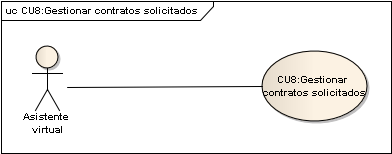 uc CU8:Gestionar contratos solicitados
CU8:Gestionar
contratos solicitados
Asistente
virtual